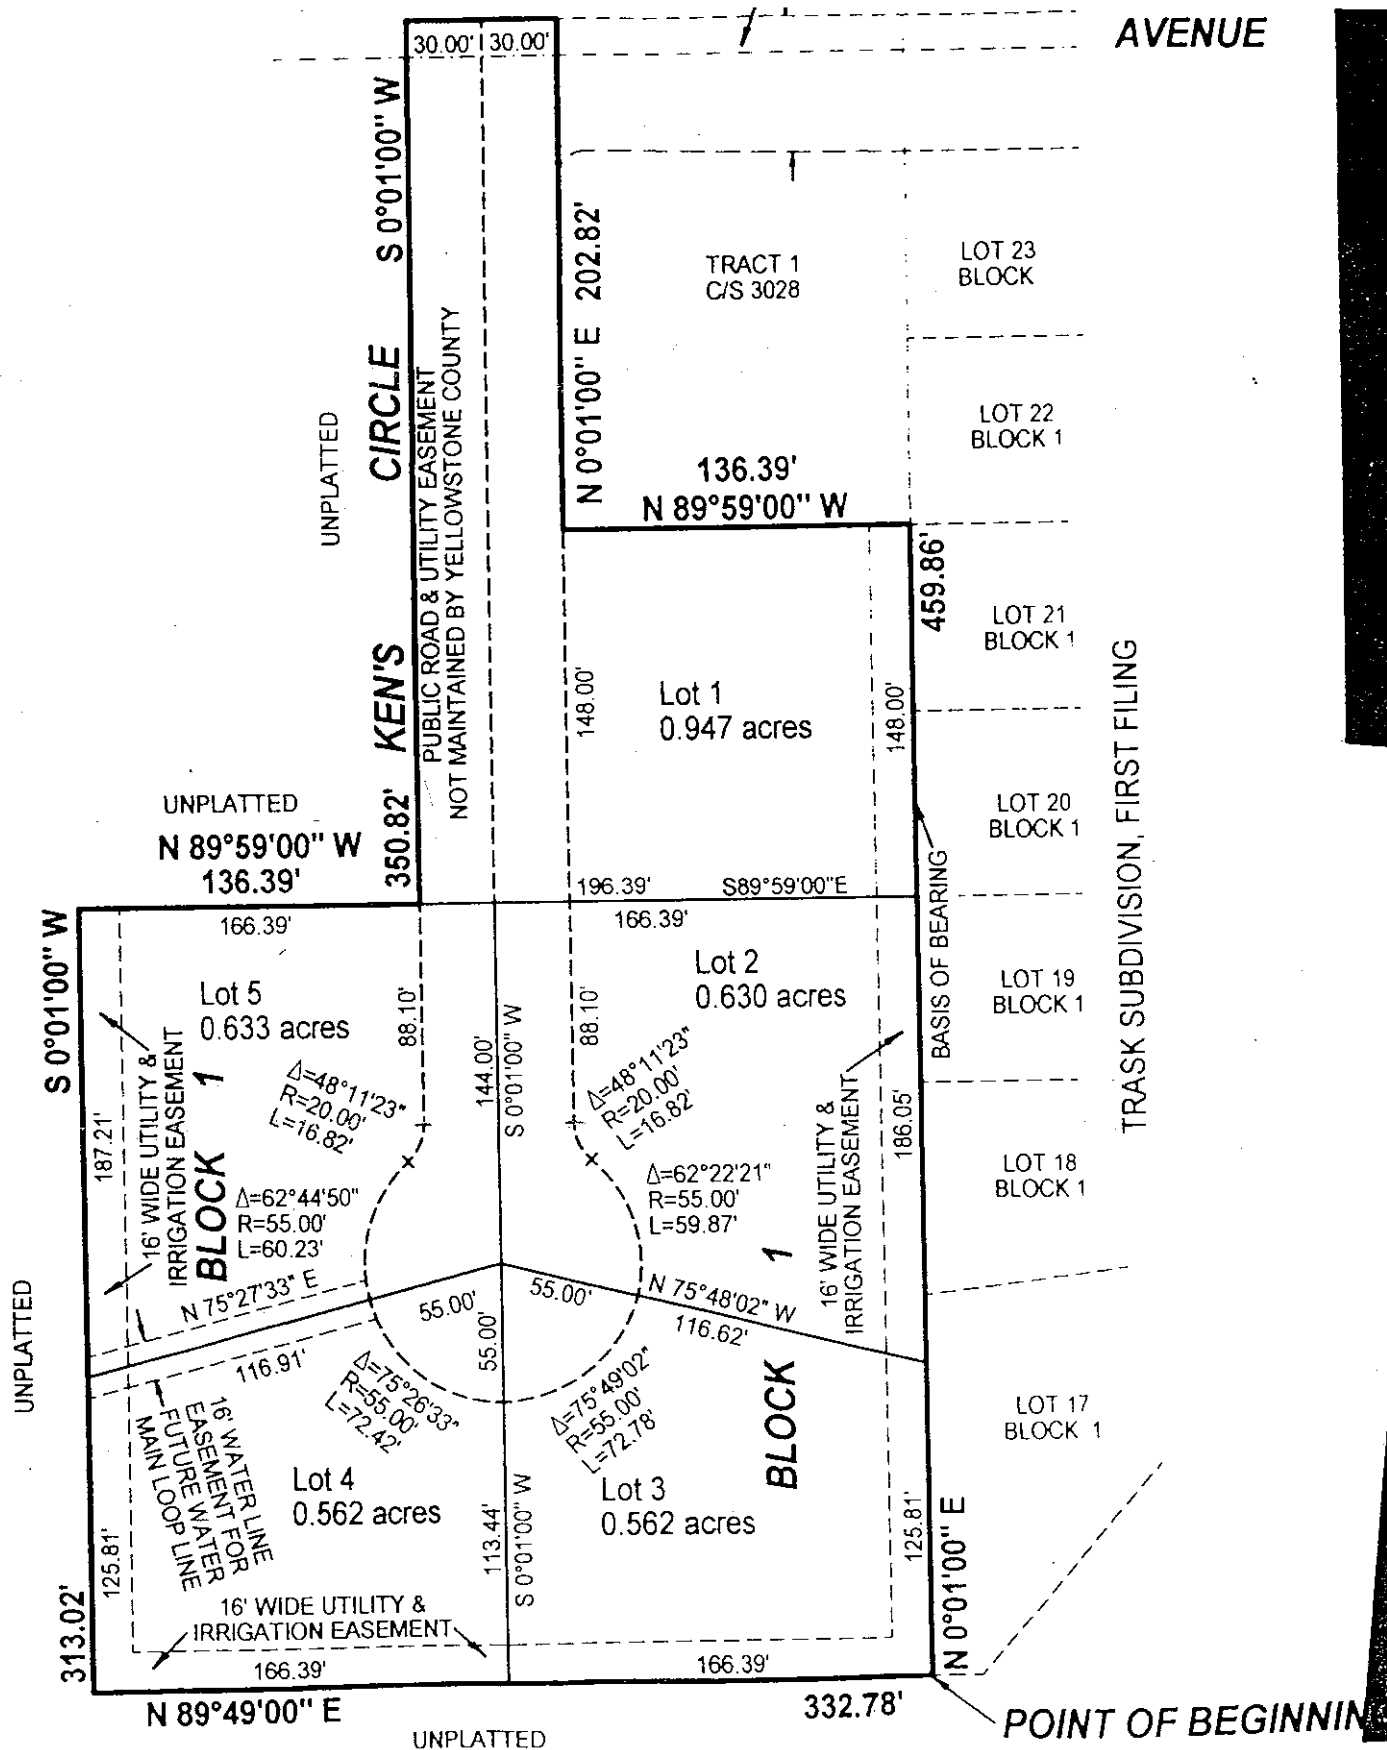 AVENUE
30.00' 30.00'
S 0°01'00" W
N 0°01'00" E 202.82'
TRACT 1
C/S 3028
LOT 23
BLOCK
LOT 22
BLOCK 1
136.39'
N 89°59'00" W
UNPLATTED
KEN'S CIRCLE
PUBLIC ROAD & UTILITY EASEMENT
NOT MAINTAINED BY YELLOWSTONE COUNTY
350.82'
459.86'
LOT 21
BLOCK 1
148.00'
Lot 1
0.947 acres
148.00'
LOT 20
BLOCK 1
TRASK SUBDIVISION, FIRST FILING
UNPLATTED
N 89°59'00" W
136.39'
196.39'
S89°59'00"E
BASIS OF BEARING
166.39'
166.39'
S 0°01'00" W
Lot 5
0.633 acres
Lot 2
0.630 acres
LOT 19
BLOCK 1
88.10'
144.00'
S 0°01'00" W
88.10'
Δ=48°11'23"
R=20.00'
L=16.82'
Δ=48°11'23"
R=20.00'
L=16.82'
187.21'
16' WIDE UTILITY &
IRRIGATION EASEMENT
BLOCK 1
Δ=62°44'50"
R=55.00'
L=60.23'
Δ=62°22'21"
R=55.00'
L=59.87'
16' WIDE UTILITY &
IRRIGATION EASEMENT
186.05'
LOT 18
BLOCK 1
UNPLATTED
N 75°27'33" E
116.91'
55.00'
55.00'
55.00'
N 75°48'02" W
116.62'
BLOCK 1
Δ=75°26'33"
R=55.00'
L=72.42'
Δ=75°49'02"
R=55.00'
L=72.78'
LOT 17
BLOCK 1
16' WATER LINE
EASEMENT FOR
FUTURE WATER
MAIN LOOP LINE
Lot 4
0.562 acres
Lot 3
0.562 acres
125.81'
113.44'
S 0°01'00" W
125.81'
N 0°01'00" E
313.02'
16' WIDE UTILITY &
IRRIGATION EASEMENT
166.39'
166.39'
N 89°49'00" E
332.78'
UNPLATTED
POINT OF BEGINNIN